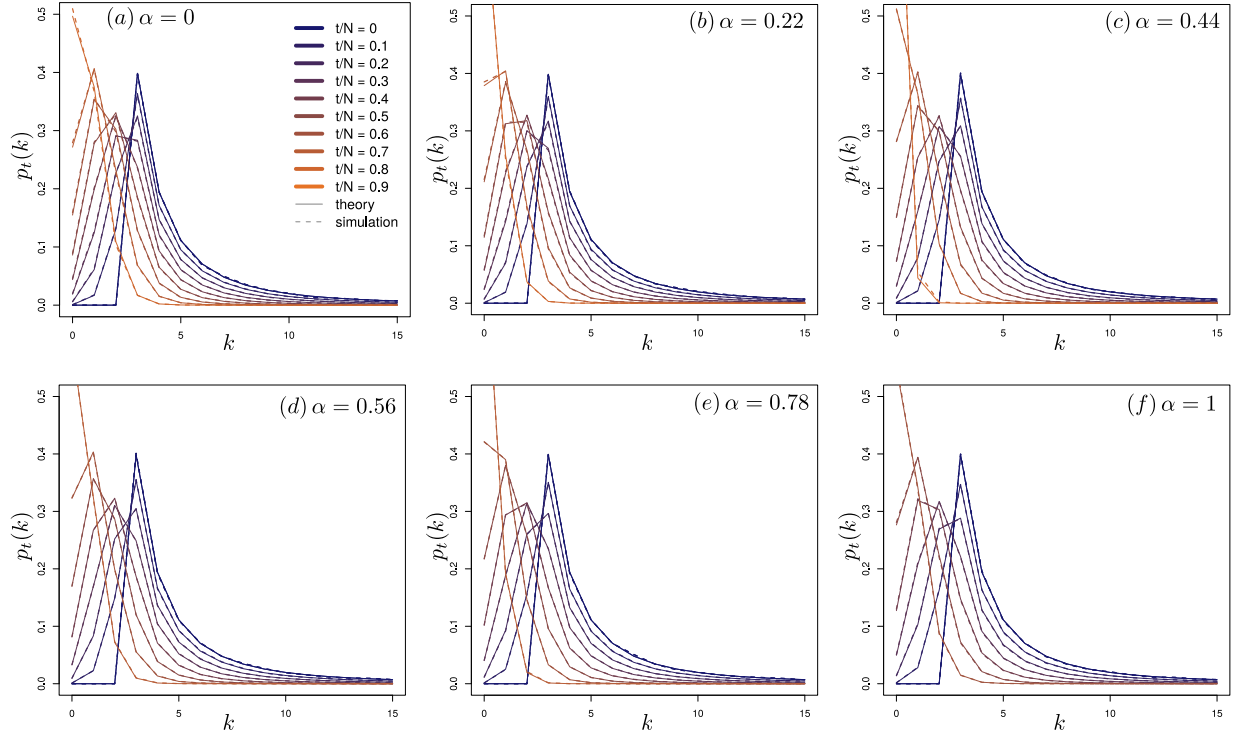 (a) α = 0
t/N = 0
t/N = 0.1
t/N = 0.2
t/N = 0.3
t/N = 0.4
t/N = 0.5
t/N = 0.6
t/N = 0.7
t/N = 0.8
t/N = 0.9
theory
simulation
p_t(k)
0.5
0.4
0.3
0.2
0.1
0.0
0 5 10 15
k
(b) α = 0.22
p_t(k)
0.5
0.4
0.3
0.2
0.1
0.0
0 5 10 15
k
(c) α = 0.44
p_t(k)
0.5
0.4
0.3
0.2
0.1
0.0
0 5 10 15
k
(d) α = 0.56
p_t(k)
0.5
0.4
0.3
0.2
0.1
0.0
0 5 10 15
k
(e) α = 0.78
p_t(k)
0.5
0.4
0.3
0.2
0.1
0.0
0 5 10 15
k
(f) α = 1
p_t(k)
0.5
0.4
0.3
0.2
0.1
0.0
0 5 10 15
k